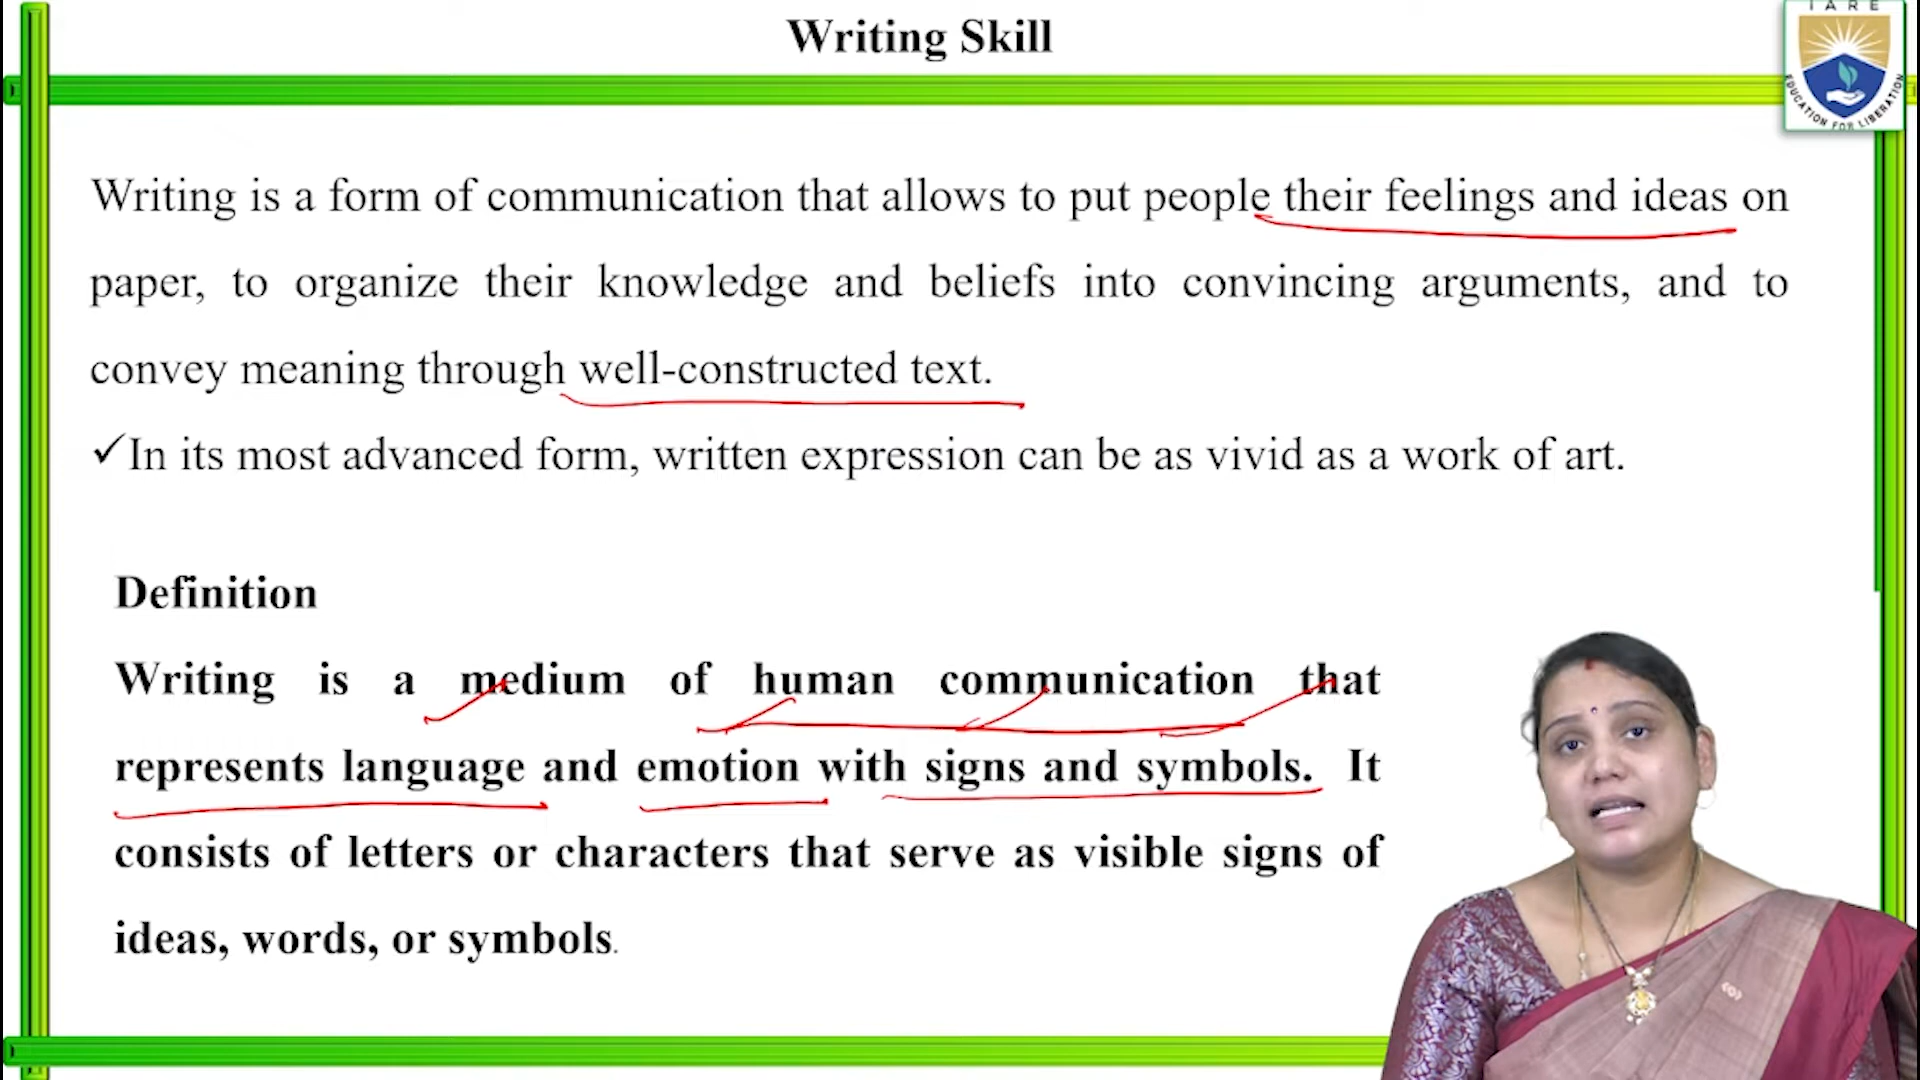 Writing Skill
IARE
EDUCATION FOR LIBERATION
Writing is a form of communication that allows to put people their feelings and ideas on
paper, to organize their knowledge and beliefs into convincing arguments, and to
convey meaning through well-constructed text.
✓In its most advanced form, written expression can be as vivid as a work of art.
Definition
Writing is a medium of human communication that
represents language and emotion with signs and symbols. It
consists of letters or characters that serve as visible signs of
ideas, words, or symbols.